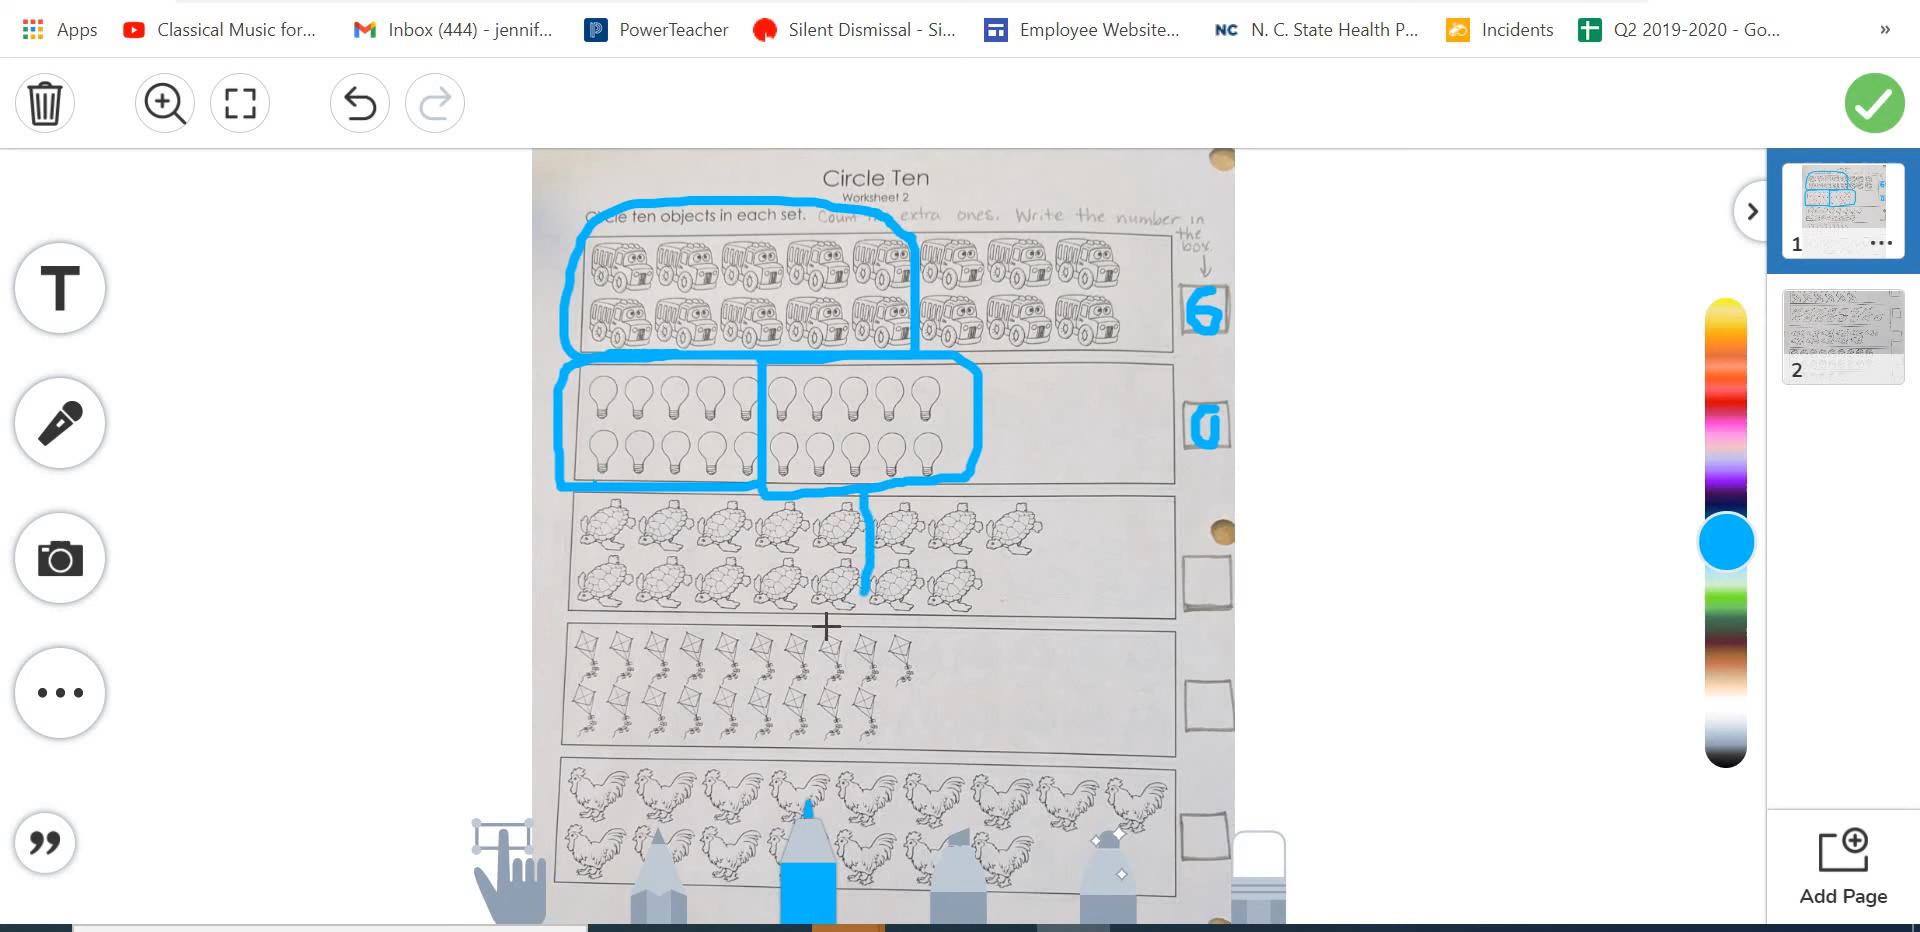 Apps Classical Music for... Inbox (444) - jennif... PowerTeacher Silent Dismissal - Si... Employee Website... NC N. C. State Health P... Incidents Q2 2019-2020 - Go... »
T
Circle Ten
Worksheet 2
ten objects in each set. extra ones. Write the number in
the
box.
6
0
1
2
Add Page